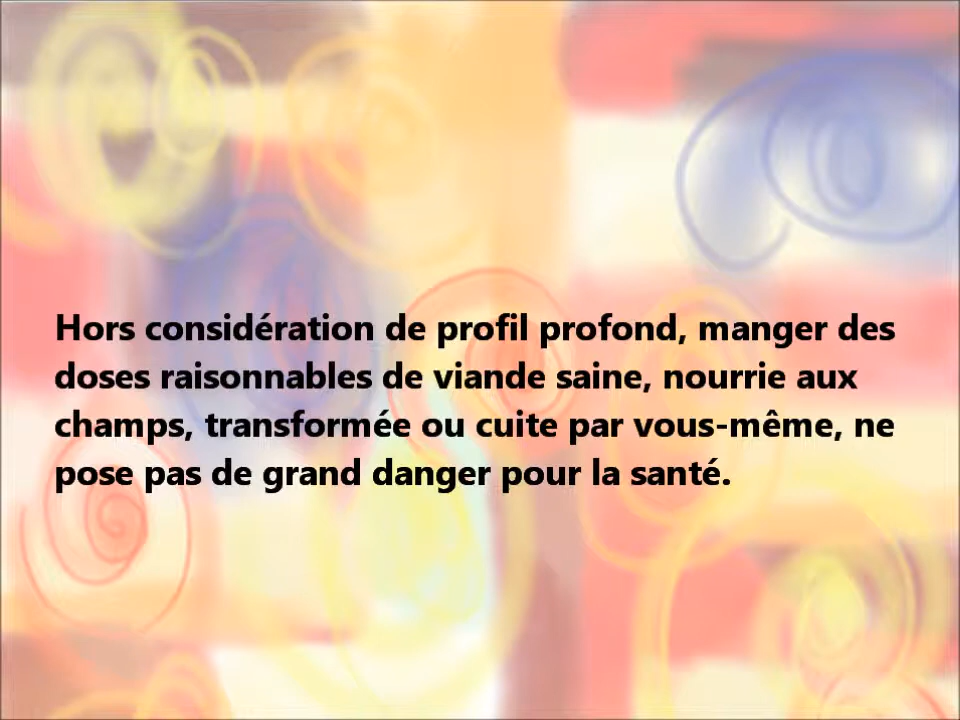 Hors considération de profil profond, manger des
doses raisonnables de viande saine, nourrie aux
champs, transformée ou cuite par vous-même, ne
pose pas de grand danger pour la santé.